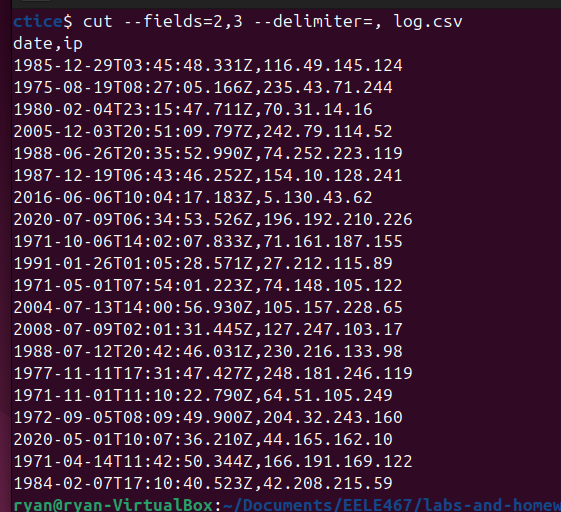 ctice$ cut --fields=2,3 --delimiter=, log.csv
date,ip
1985-12-29T03:45:48.331Z,116.49.145.124
1975-08-19T08:27:05.166Z,235.43.71.244
1980-02-04T23:15:47.711Z,70.31.14.16
2005-12-03T20:51:09.797Z,242.79.114.52
1988-06-26T20:35:52.990Z,74.252.223.119
1987-12-19T06:43:46.252Z,154.10.128.241
2016-06-06T10:04:17.183Z,5.130.43.62
2020-07-09T06:34:53.526Z,196.192.210.226
1971-10-06T14:02:07.833Z,71.161.187.155
1991-01-26T01:05:28.571Z,27.212.115.89
1971-05-01T07:54:01.223Z,74.148.105.122
2004-07-13T14:00:56.930Z,105.157.228.65
2008-07-09T02:01:31.445Z,127.247.103.17
1988-07-12T20:42:46.031Z,230.216.133.98
1977-11-11T17:31:47.427Z,248.181.246.119
1971-11-01T11:10:22.790Z,64.51.105.249
1972-09-05T08:09:49.900Z,204.32.243.160
2020-05-01T10:07:36.210Z,44.165.162.10
1971-04-14T11:42:50.344Z,166.191.169.122
1984-02-07T17:10:40.523Z,42.208.215.59
ryan@ryan-VirtualBox:~/Documents/EELE467/labs-and-homew